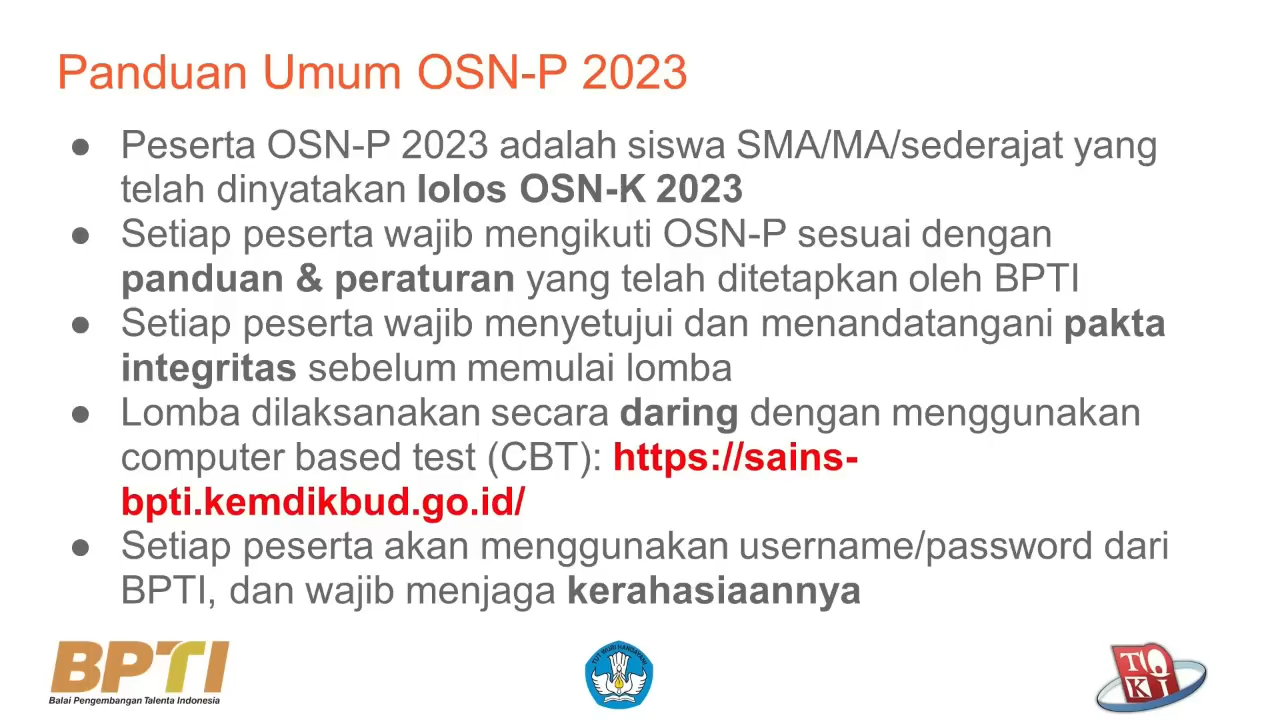 Panduan Umum OSN-P 2023
● Peserta OSN-P 2023 adalah siswa SMA/MA/sederajat yang
telah dinyatakan lolos OSN-K 2023
● Setiap peserta wajib mengikuti OSN-P sesuai dengan
panduan & peraturan yang telah ditetapkan oleh BPTI
● Setiap peserta wajib menyetujui dan menandatangani pakta
integritas sebelum memulai lomba
● Lomba dilaksanakan secara daring dengan menggunakan
computer based test (CBT): https://sains-
bpti.kemdikbud.go.id/
● Setiap peserta akan menggunakan username/password dari
BPTI, dan wajib menjaga kerahasiaannya
BPTI
Balai Pengembangan Talenta Indonesia
TUT WURI HANDAYANI
TOKI